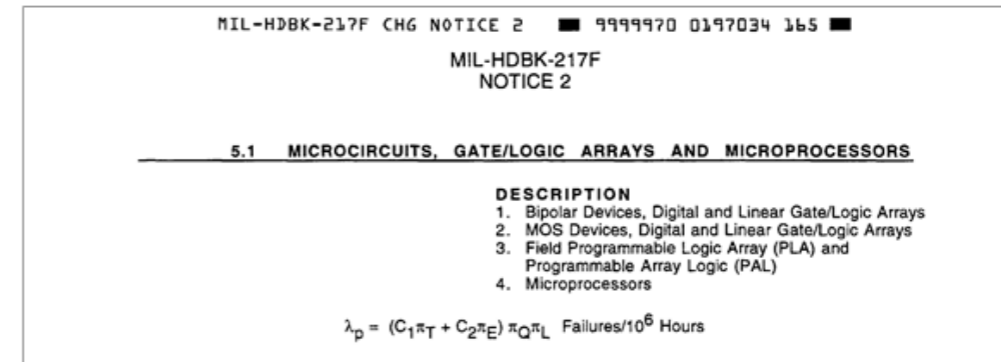 MIL-HDBK-217F CHG NOTICE 2 ■ 9999970 0197034 165 ■
MIL-HDBK-217F
NOTICE 2
5.1 MICROCIRCUITS, GATE/LOGIC ARRAYS AND MICROPROCESSORS
DESCRIPTION
1. Bipolar Devices, Digital and Linear Gate/Logic Arrays
2. MOS Devices, Digital and Linear Gate/Logic Arrays
3. Field Programmable Logic Array (PLA) and
Programmable Array Logic (PAL)
4. Microprocessors
λp = (C1πT + C2πE) πQπL Failures/10⁶ Hours